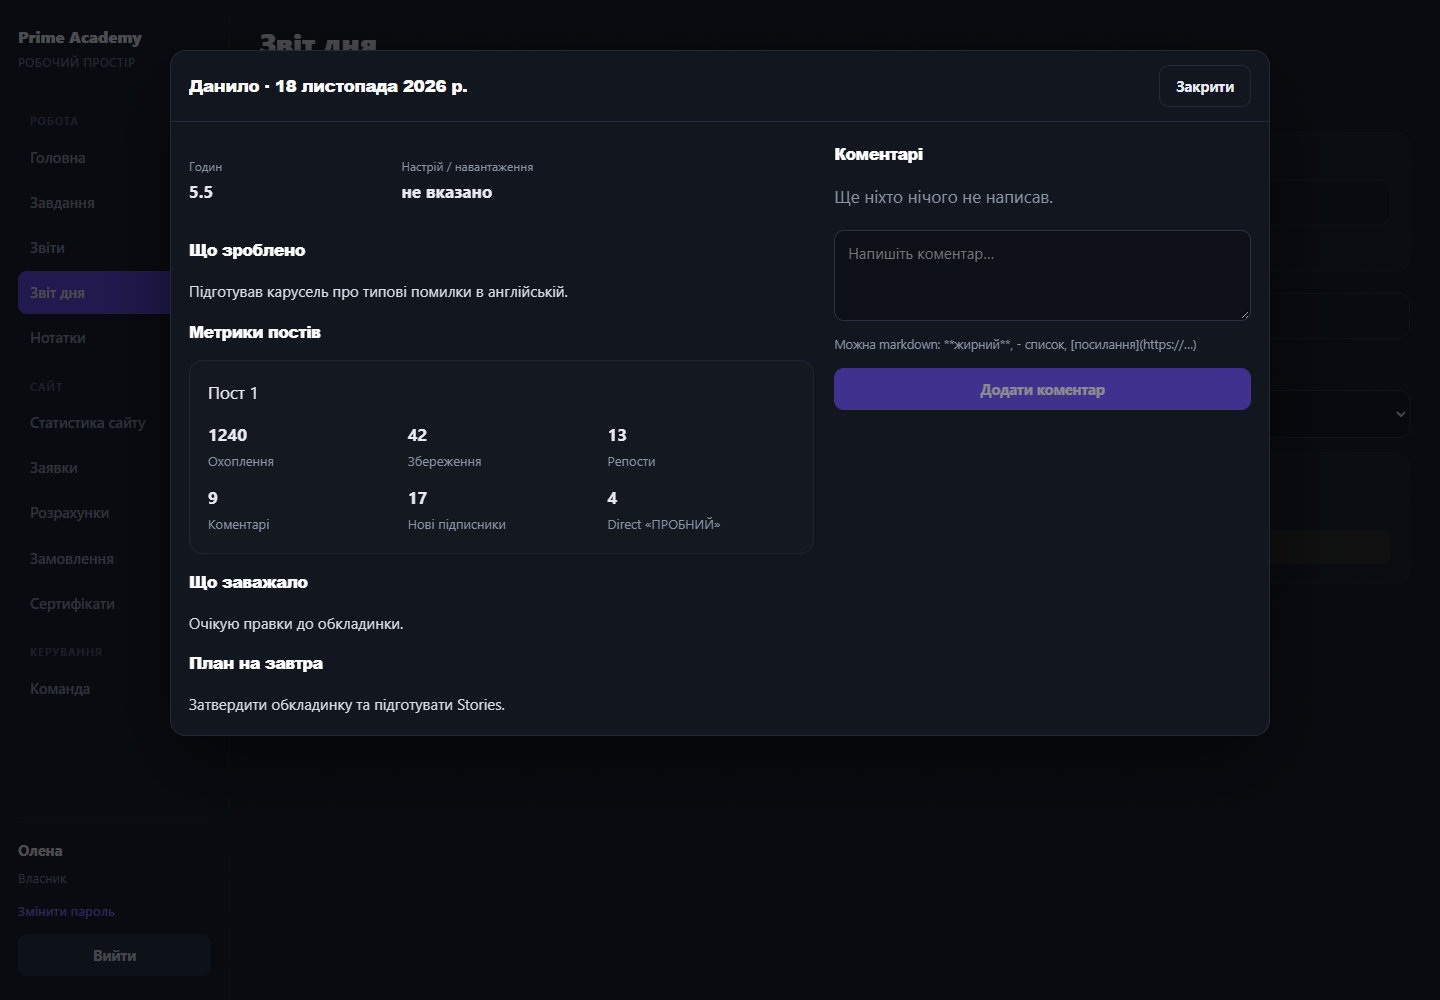 Prime Academy
РОБОЧИЙ ПРОСТІР
РОБОТА
Головна
Завдання
Звіти
Звіт дня
Нотатки
САЙТ
Статистика сайту
Заявки
Розрахунки
Замовлення
Сертифікати
КЕРУВАННЯ
Команда
Олена
Власник
Змінити пароль
Вийти
Звіт дня
Данило · 18 листопада 2026 р.
Закрити
Годин
5.5
Настрій / навантаження
не вказано
Що зроблено
Підготував карусель про типові помилки в англійській.
Метрики постів
Пост 1
1240
Охоплення
42
Збереження
13
Репости
9
Коментарі
17
Нові підписники
4
Direct «ПРОБНИЙ»
Що заважало
Очікую правки до обкладинки.
План на завтра
Затвердити обкладинку та підготувати Stories.
Коментарі
Ще ніхто нічого не написав.
Напишіть коментар...
Можна markdown: **жирний**, - список, [посилання](https://...)
Додати коментар